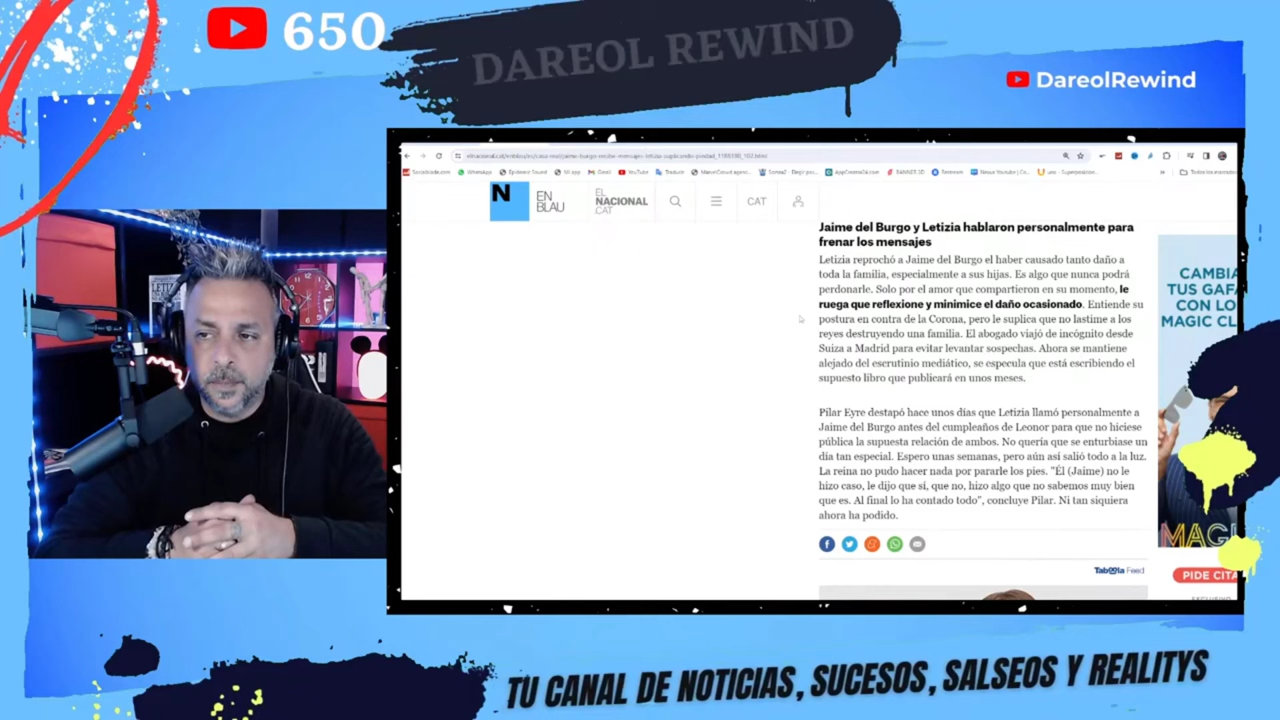 650
DAREOL REWIND
DareolRewind
WhatsApp
Gmail
YouTube
N
EN
BLAU
EL
NACIONAL
.CAT
CAT
Jaime del Burgo y Letizia hablaron personalmente para
frenar los mensajes
Letizia reprochó a Jaime del Burgo el haber causado tanto daño a
toda la familia, especialmente a sus hijas. Es algo que nunca podrá
perdonarle. Solo por el amor que compartieron en su momento, le
ruega que reflexione y minimice el daño ocasionado. Entiende su
postura en contra de la Corona, pero le suplica que no lastime a los
reyes destruyendo una familia. El abogado viajó de incógnito desde
Suiza a Madrid para evitar levantar sospechas. Ahora se mantiene
alejado del escrutinio mediático, se especula que está escribiendo el
supuesto libro que publicará en unos meses.
Pilar Eyre destapó hace unos días que Letizia llamó personalmente a
Jaime del Burgo antes del cumpleaños de Leonor para que no hiciese
pública la supuesta relación de ambos. No quería que se enturbiase un
día tan especial. Espero unas semanas, pero aún así salió todo a la luz.
La reina no pudo hacer nada por pararle los pies. "Él (Jaime) no le
hizo caso, le dijo que sí, que no, hizo algo que no sabemos muy bien
que es. Al final lo ha contado todo", concluye Pilar. Ni tan siquiera
ahora ha podido.
Taboola Feed
CAMBIA
TUS GAFA
CON LO
MAGIC CL
MAGI
PIDE CITA
TU CANAL DE NOTICIAS, SUCESOS, SALSEOS Y REALITYS